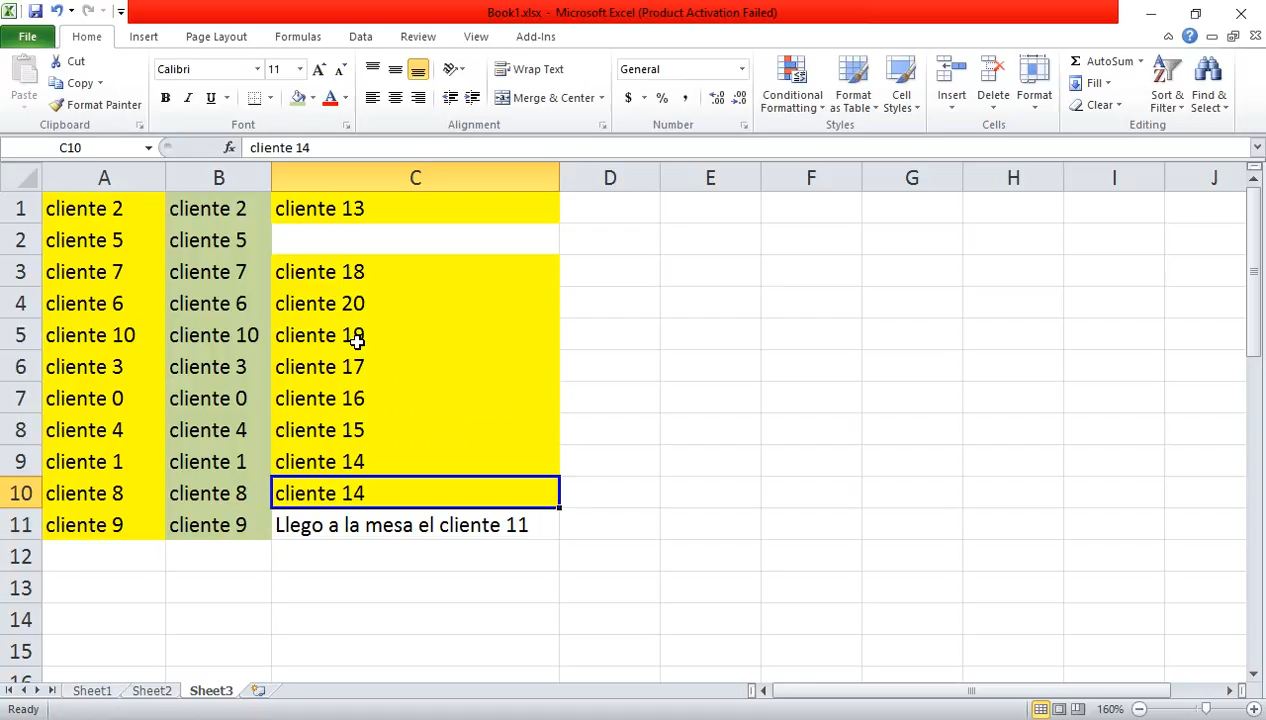 Book1.xlsx - Microsoft Excel (Product Activation Failed)
File Home Insert Page Layout Formulas Data Review View Add-Ins
Paste
Cut
Copy
Format Painter
Clipboard
Calibri 11
B I U
Font
Wrap Text
Merge & Center
Alignment
General
$ % ,
Number
Conditional Formatting
Format as Table
Cell Styles
Styles
Insert Delete Format
Cells
AutoSum
Fill
Clear
Sort & Filter
Find & Select
Editing
C10 fx cliente 14
A B C D E F G H I J
1 cliente 2 cliente 2 cliente 13
2 cliente 5 cliente 5
3 cliente 7 cliente 7 cliente 18
4 cliente 6 cliente 6 cliente 20
5 cliente 10 cliente 10 cliente 19
6 cliente 3 cliente 3 cliente 17
7 cliente 0 cliente 0 cliente 16
8 cliente 4 cliente 4 cliente 15
9 cliente 1 cliente 1 cliente 14
10 cliente 8 cliente 8 cliente 14
11 cliente 9 cliente 9 Llego a la mesa el cliente 11
12
13
14
15
16
Sheet1 Sheet2 Sheet3
Ready 160%